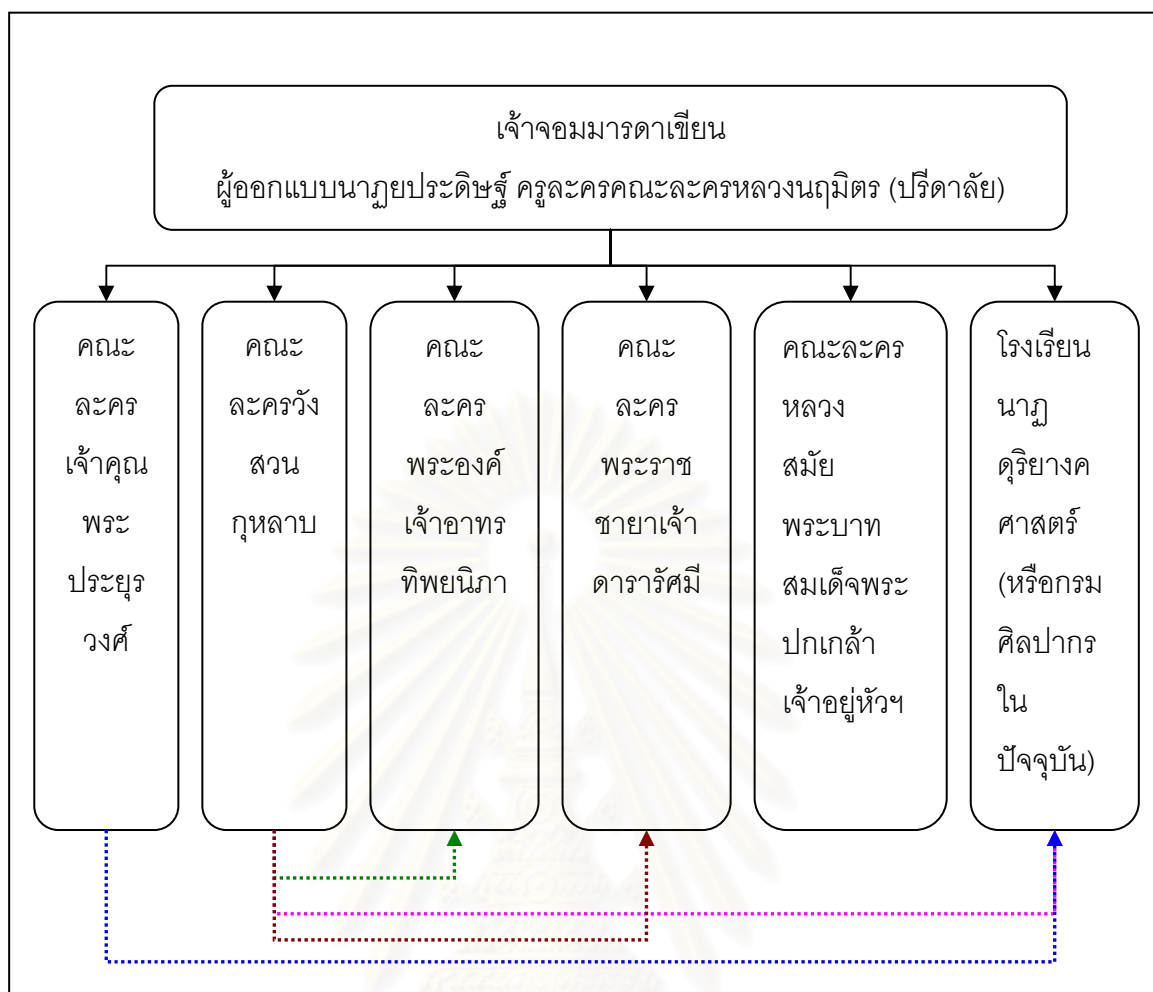 เจ้าจอมมารดาเขียน
ผู้ออกแบบนาฏยประดิษฐ์ ครูละครคณะละครหลวงนฤมิตร (ปรีดาลัย)
คณะ
ละคร
เจ้าคุณ
พระ
ประยุร
วงศ์
คณะ
ละครวัง
สวน
กุหลาบ
คณะ
ละคร
พระองค์
เจ้าอาทร
ทิพยนิภา
คณะ
ละคร
พระราช
ชายาเจ้า
ดารารัศมี
คณะละคร
หลวง
สมัย
พระบาท
สมเด็จพระ
ปกเกล้า
เจ้าอยู่หัวฯ
โรงเรียน
นาฏ
ดุริยางค
ศาสตร์
(หรือกรม
ศิลปากร
ใน
ปัจจุบัน)